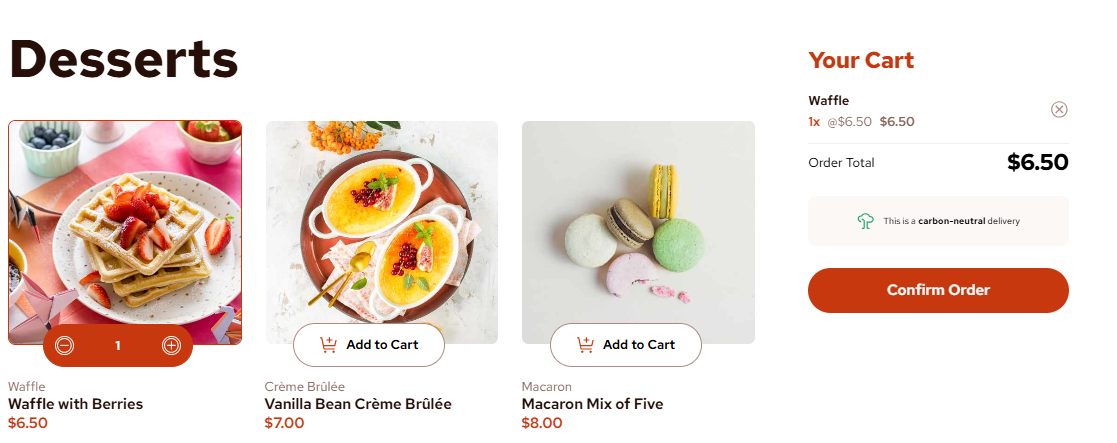 Desserts
1
Waffle
Waffle with Berries
$6.50
Add to Cart
Crème Brûlée
Vanilla Bean Crème Brûlée
$7.00
Add to Cart
Macaron
Macaron Mix of Five
$8.00
Your Cart
Waffle
1x @$6.50 $6.50
Order Total $6.50
This is a carbon-neutral delivery
Confirm Order